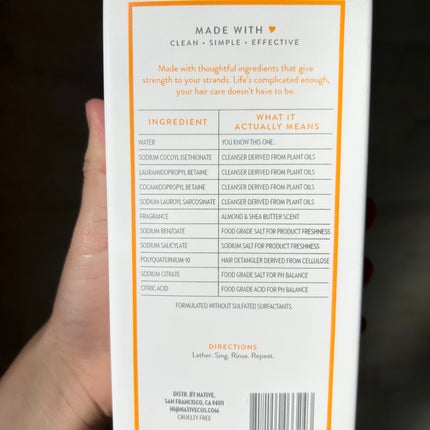 MADE WITH
CLEAN • SIMPLE • EFFECTIVE
Made with thoughtful ingredients that give
strength to your strands. Life's complicated enough,
your hair care doesn't have to be.
INGREDIENT WHAT IT
ACTUALLY MEANS
WATER YOU KNOW THIS ONE...
SODIUM COCOYL ISETHIONATE CLEANSER DERIVED FROM PLANT OILS
LAURAMIDOPROPYL BETAINE CLEANSER DERIVED FROM PLANT OILS
COCAMIDOPROPYL BETAINE CLEANSER DERIVED FROM PLANT OILS
SODIUM LAUROYL SARCOSINATE CLEANSER DERIVED FROM PLANT OILS
FRAGRANCE ALMOND & SHEA BUTTER SCENT
SODIUM BENZOATE FOOD GRADE SALT FOR PRODUCT FRESHNESS
SODIUM SALICYLATE SODIUM SALT FOR PRODUCT FRESHNESS
POLYQUATERNIUM-10 HAIR DETANGLER DERIVED FROM CELLULOSE
SODIUM CITRATE FOOD GRADE SALT FOR PH BALANCE
CITRIC ACID FOOD GRADE ACID FOR PH BALANCE
FORMULATED WITHOUT SULFATED SURFACTANTS.
DIRECTIONS
Lather. Sing. Rinse. Repeat.
DISTR. BY NATIVE,
SAN FRANCISCO, CA 94111
HI@NATIVECOS.COM
CRUELTY FREE